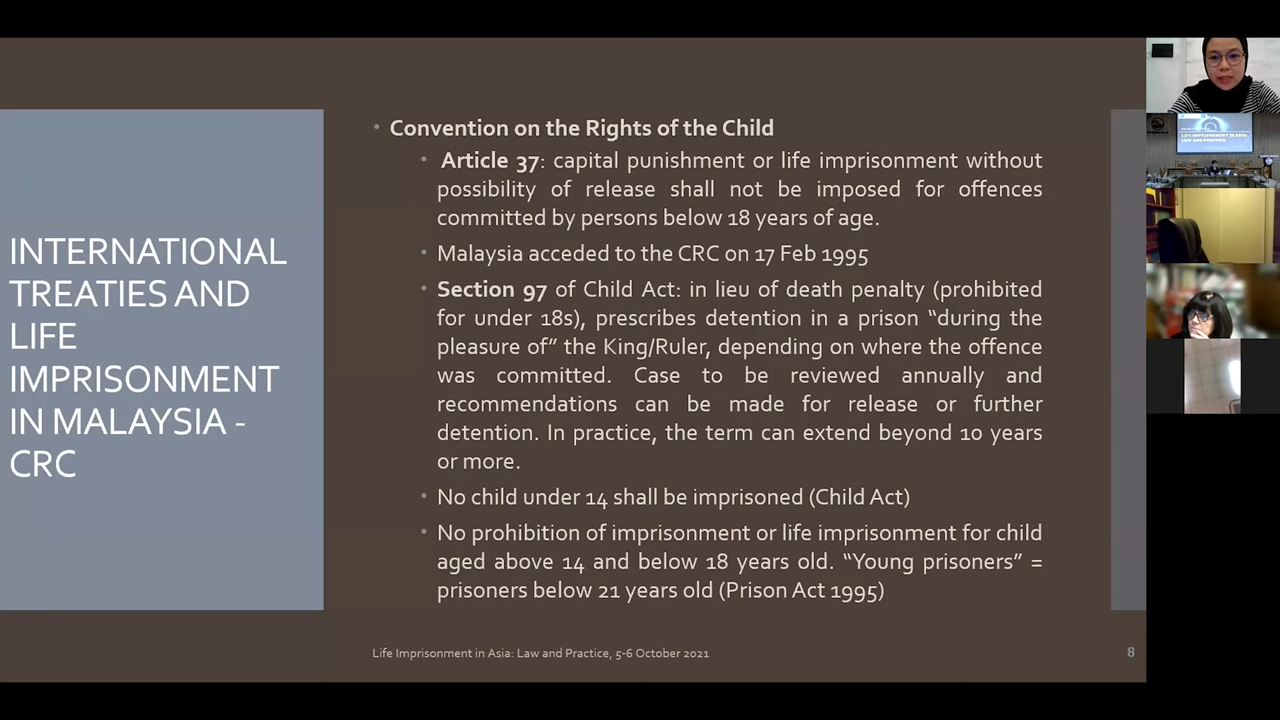 INTERNATIONAL
TREATIES AND
LIFE
IMPRISONMENT
IN MALAYSIA -
CRC
• Convention on the Rights of the Child
• Article 37: capital punishment or life imprisonment without
possibility of release shall not be imposed for offences
committed by persons below 18 years of age.
• Malaysia acceded to the CRC on 17 Feb 1995
• Section 97 of Child Act: in lieu of death penalty (prohibited
for under 18s), prescribes detention in a prison “during the
pleasure of” the King/Ruler, depending on where the offence
was committed. Case to be reviewed annually and
recommendations can be made for release or further
detention. In practice, the term can extend beyond 10 years
or more.
• No child under 14 shall be imprisoned (Child Act)
• No prohibition of imprisonment or life imprisonment for child
aged above 14 and below 18 years old. “Young prisoners” =
prisoners below 21 years old (Prison Act 1995)
Life Imprisonment in Asia: Law and Practice, 5-6 October 2021
8
LIFE IMPRISONMENT IN ASIA:
LAW AND PRACTICE